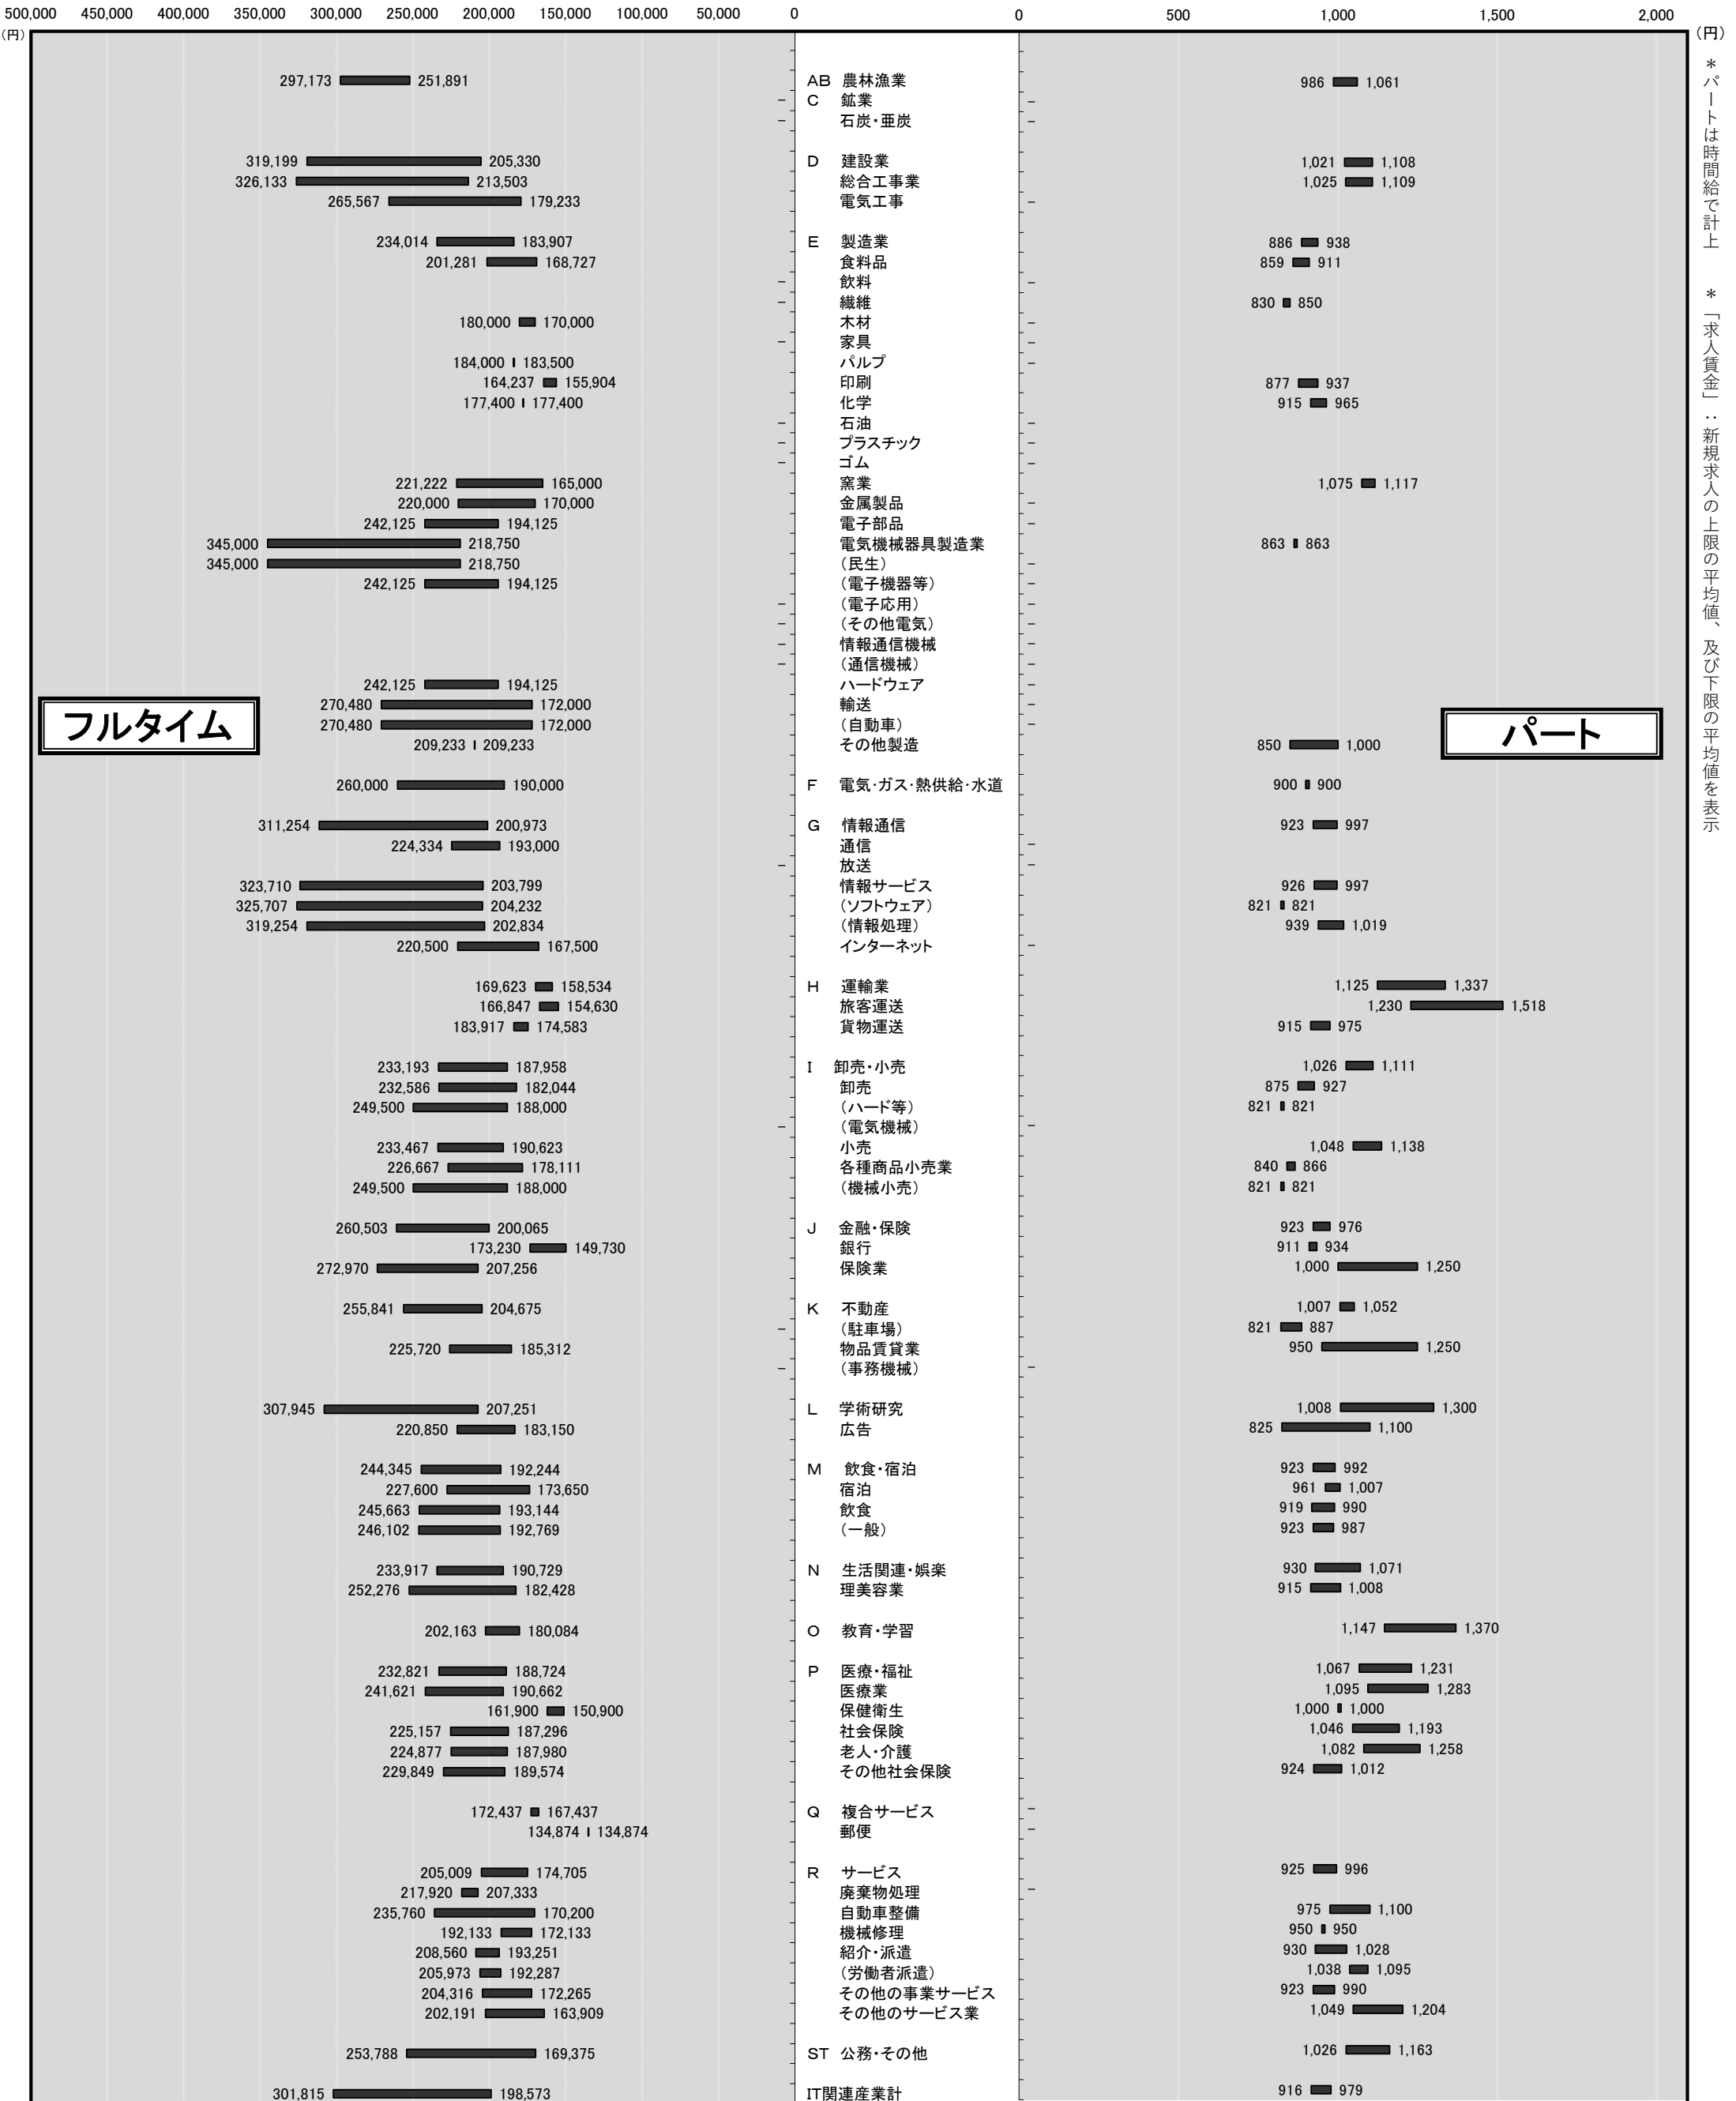 500,000 450,000 400,000 350,000 300,000 250,000 200,000 150,000 100,000 50,000 0 0 500 1,000 1,500 2,000
(円) (円)
297,173 251,891 AB 農林漁業 986 1,061
C 鉱業
石炭・亜炭
319,199 205,330 D 建設業 1,021 1,108
326,133 213,503 総合工事業 1,025 1,109
265,567 179,233 電気工事
234,014 183,907 E 製造業 886 938
201,281 168,727 食料品 859 911
飲料
繊維 830 850
180,000 170,000 木材
家具
184,000 183,500 パルプ
164,237 155,904 印刷 877 937
177,400 177,400 化学 915 965
石油
プラスチック
ゴム
221,222 165,000 窯業 1,075 1,117
220,000 170,000 金属製品
242,125 194,125 電子部品
345,000 218,750 電気機械器具製造業 863 863
345,000 218,750 (民生)
242,125 194,125 (電子機器等)
(電子応用)
(その他電気)
情報通信機械
(通信機械)
242,125 194,125 ハードウェア
270,480 172,000 輸送
270,480 172,000 (自動車)
フルタイム
パート
209,233 209,233 その他製造 850 1,000
260,000 190,000 F 電気・ガス・熱供給・水道 900 900
311,254 200,973 G 情報通信 923 997
224,334 193,000 通信
放送
323,710 203,799 情報サービス 926 997
325,707 204,232 (ソフトウェア) 821 821
319,254 202,834 (情報処理) 939 1,019
220,500 167,500 インターネット
169,623 158,534 H 運輸業 1,125 1,337
166,847 154,630 旅客運送 1,230 1,518
183,917 174,583 貨物運送 915 975
233,193 187,958 I 卸売・小売 1,026 1,111
232,586 182,044 卸売 875 927
249,500 188,000 (ハード等) 821 821
(電気機械)
233,467 190,623 小売 1,048 1,138
226,667 178,111 各種商品小売業 840 866
249,500 188,000 (機械小売) 821 821
260,503 200,065 J 金融・保険 923 976
173,230 149,730 銀行 911 934
272,970 207,256 保険業 1,000 1,250
255,841 204,675 K 不動産 1,007 1,052
(駐車場) 821 887
225,720 185,312 物品賃貸業 950 1,250
(事務機械)
307,945 207,251 L 学術研究 1,008 1,300
220,850 183,150 広告 825 1,100
244,345 192,244 M 飲食・宿泊 923 992
227,600 173,650 宿泊 961 1,007
245,663 193,144 飲食 919 990
246,102 192,769 (一般) 923 987
233,917 190,729 N 生活関連・娯楽 930 1,071
252,276 182,428 理美容業 915 1,008
202,163 180,084 O 教育・学習 1,147 1,370
232,821 188,724 P 医療・福祉 1,067 1,231
241,621 190,662 医療業 1,095 1,283
161,900 150,900 保健衛生 1,000 1,000
225,157 187,296 社会保険 1,046 1,193
224,877 187,980 老人・介護 1,082 1,258
229,849 189,574 その他社会保険 924 1,012
172,437 167,437 Q 複合サービス
134,874 134,874 郵便
205,009 174,705 R サービス 925 996
217,920 207,333 廃棄物処理
235,760 170,200 自動車整備 975 1,100
192,133 172,133 機械修理 950 950
208,560 193,251 紹介・派遣 930 1,028
205,973 192,287 (労働者派遣) 1,038 1,095
204,316 172,265 その他の事業サービス 923 990
202,191 163,909 その他のサービス業 1,049 1,204
253,788 169,375 ST 公務・その他 1,026 1,163
301,815 198,573 IT関連産業計 916 979
＊パートは時間給で計上 ＊「求人賃金」：新規求人の上限の平均値、及び下限の平均値を表示